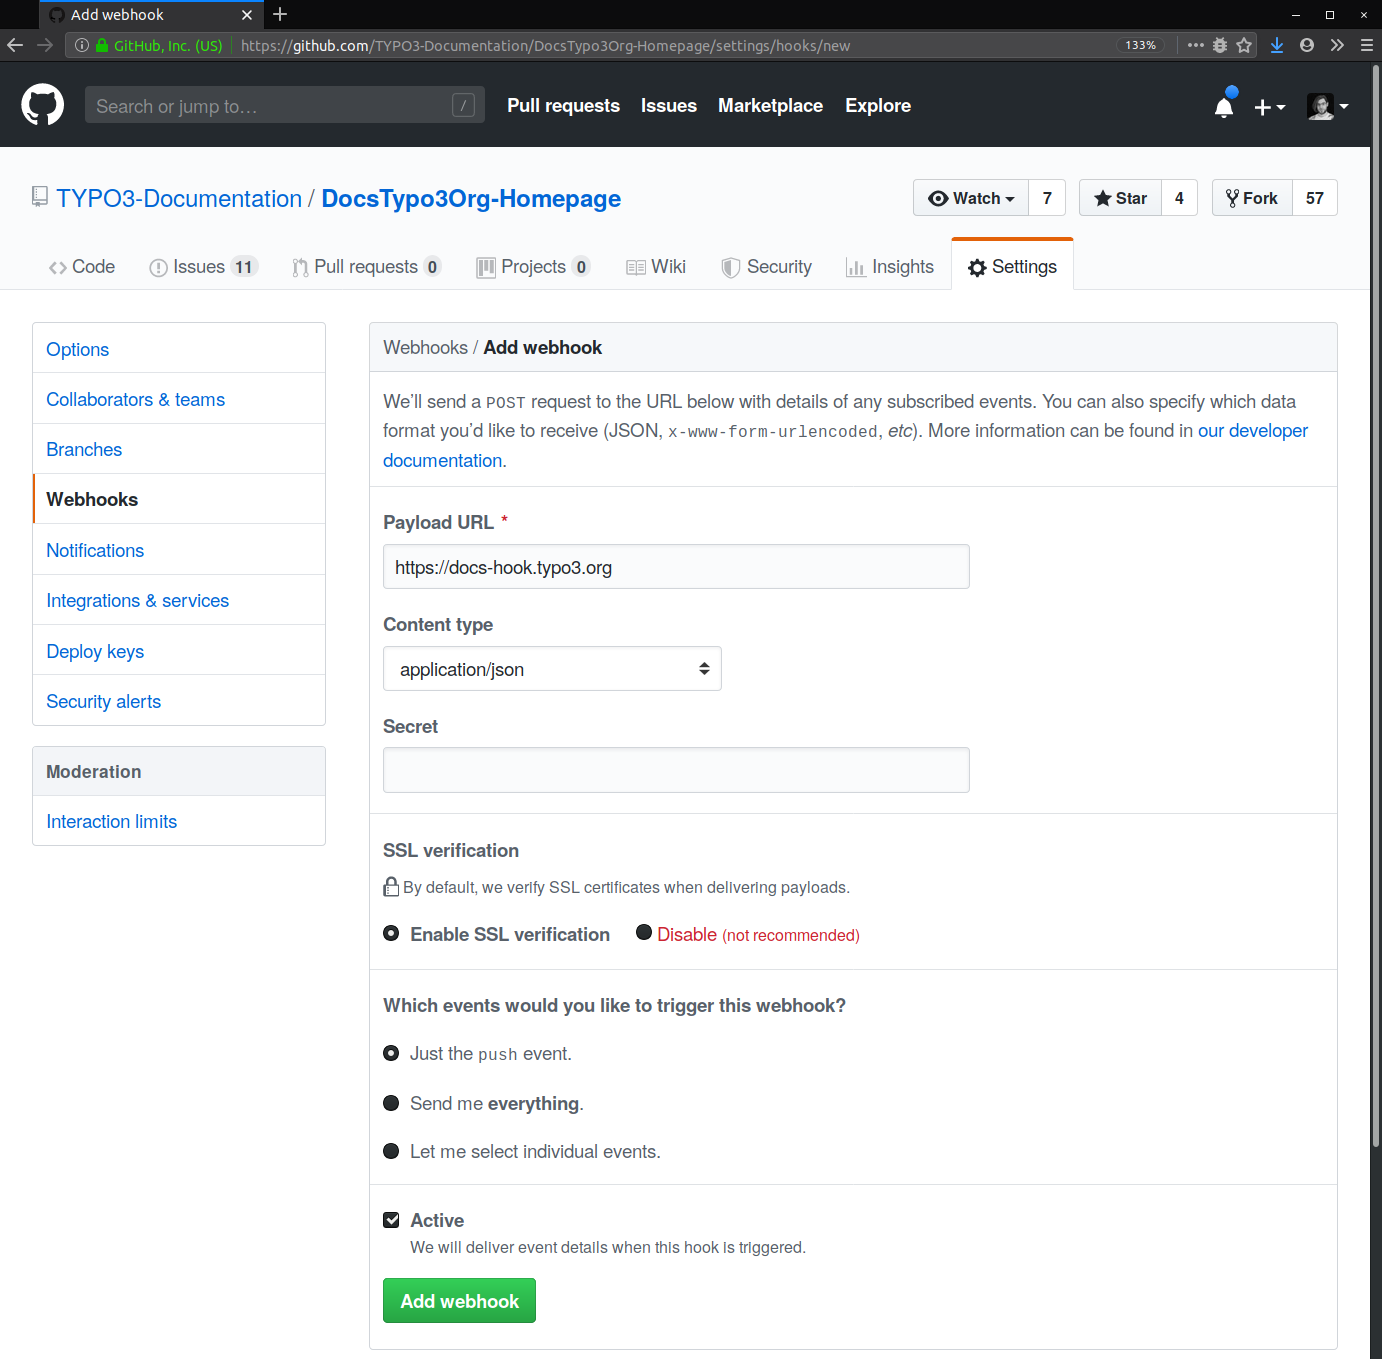 Add webhook
GitHub, Inc. (US) https://github.com/TYPO3-Documentation/DocsTypo3Org-Homepage/settings/hooks/new 133%
Search or jump to… / Pull requests Issues Marketplace Explore
TYPO3-Documentation / DocsTypo3Org-Homepage Watch 7 Star 4 Fork 57
Code Issues 11 Pull requests 0 Projects 0 Wiki Security Insights Settings
Options
Collaborators & teams
Branches
Webhooks
Notifications
Integrations & services
Deploy keys
Security alerts
Moderation
Interaction limits
Webhooks / Add webhook
We’ll send a POST request to the URL below with details of any subscribed events. You can also specify which data
format you’d like to receive (JSON, x-www-form-urlencoded, etc). More information can be found in our developer
documentation.
Payload URL *
https://docs-hook.typo3.org
Content type
application/json
Secret
SSL verification
By default, we verify SSL certificates when delivering payloads.
Enable SSL verification Disable (not recommended)
Which events would you like to trigger this webhook?
Just the push event.
Send me everything.
Let me select individual events.
Active
We will deliver event details when this hook is triggered.
Add webhook